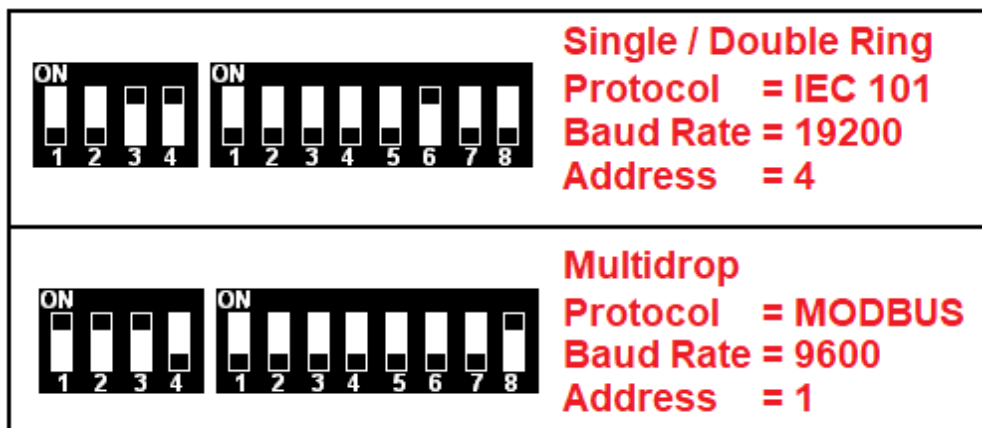 ON
1 2 3 4
ON
1 2 3 4 5 6 7 8
Single / Double Ring
Protocol = IEC 101
Baud Rate = 19200
Address = 4
ON
1 2 3 4
ON
1 2 3 4 5 6 7 8
Multidrop
Protocol = MODBUS
Baud Rate = 9600
Address = 1